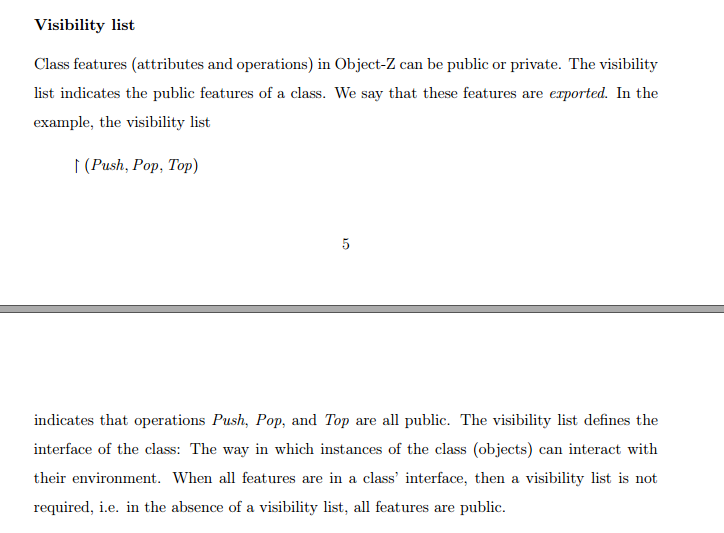 Visibility list
Class features (attributes and operations) in Object-Z can be public or private. The visibility
list indicates the public features of a class. We say that these features are exported. In the
example, the visibility list
↾ (Push, Pop, Top)
5
indicates that operations Push, Pop, and Top are all public. The visibility list defines the
interface of the class: The way in which instances of the class (objects) can interact with
their environment. When all features are in a class’ interface, then a visibility list is not
required, i.e. in the absence of a visibility list, all features are public.